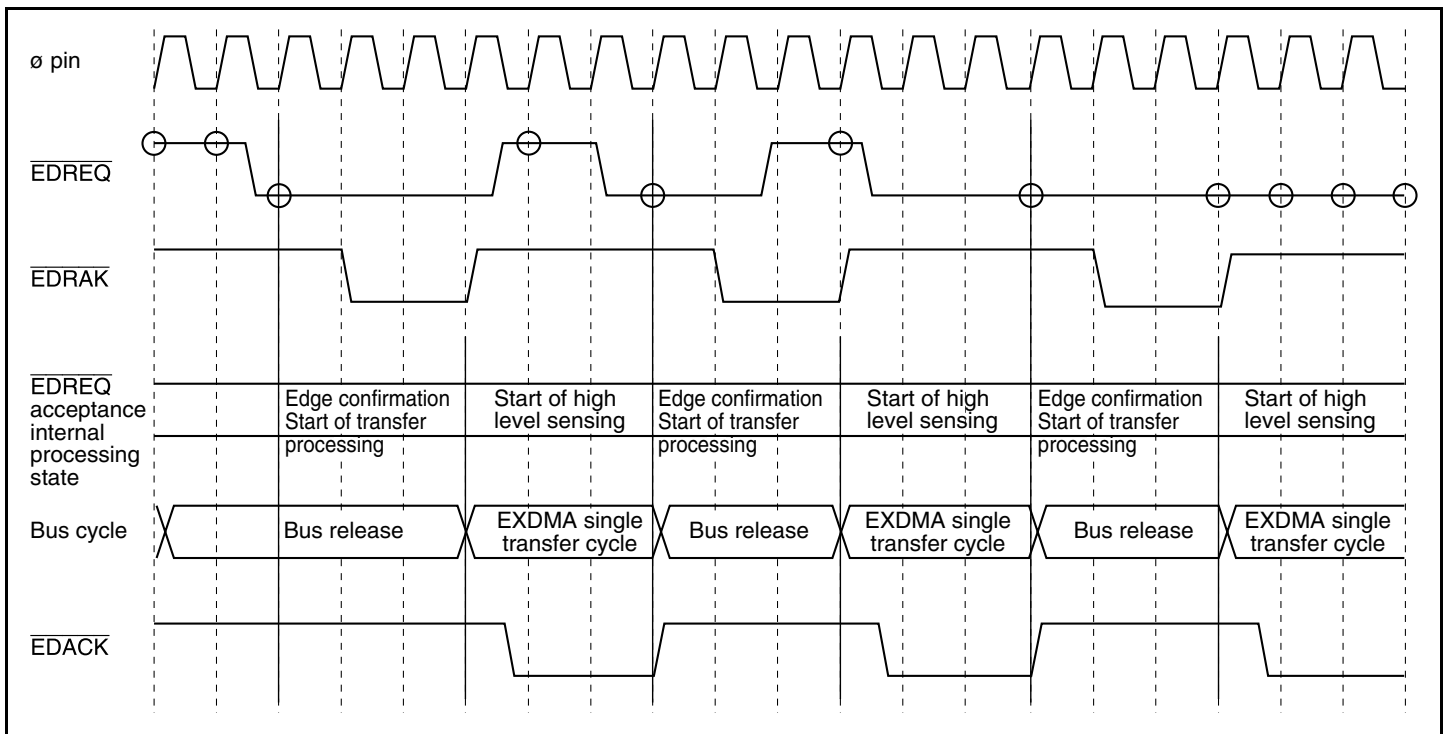 ø pin
EDREQ
EDRAK
EDREQ
acceptance
internal
processing
state
Edge confirmation
Start of transfer
processing
Start of high
level sensing
Edge confirmation
Start of transfer
processing
Start of high
level sensing
Edge confirmation
Start of transfer
processing
Start of high
level sensing
Bus cycle
Bus release
EXDMA single
transfer cycle
Bus release
EXDMA single
transfer cycle
Bus release
EXDMA single
transfer cycle
EDACK